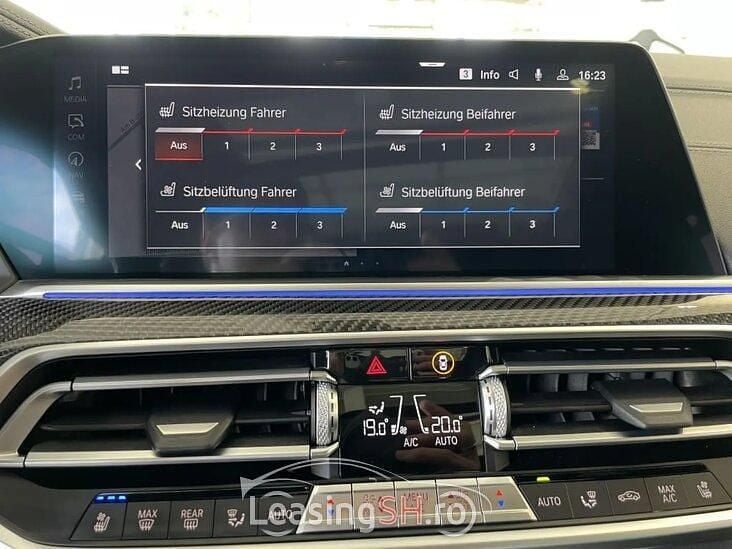 3 Info 16:23
MEDIA
COM
NAV
Sitzheizung Fahrer
Aus 1 2 3
Sitzheizung Beifahrer
Aus 1 2 3
Sitzbelüftung Fahrer
Aus 1 2 3
Sitzbelüftung Beifahrer
Aus 1 2 3
19.0° 20.0°
A/C AUTO
MAX
REAR
MENU
AUTO
MAX A/C
LeasingSH.ro